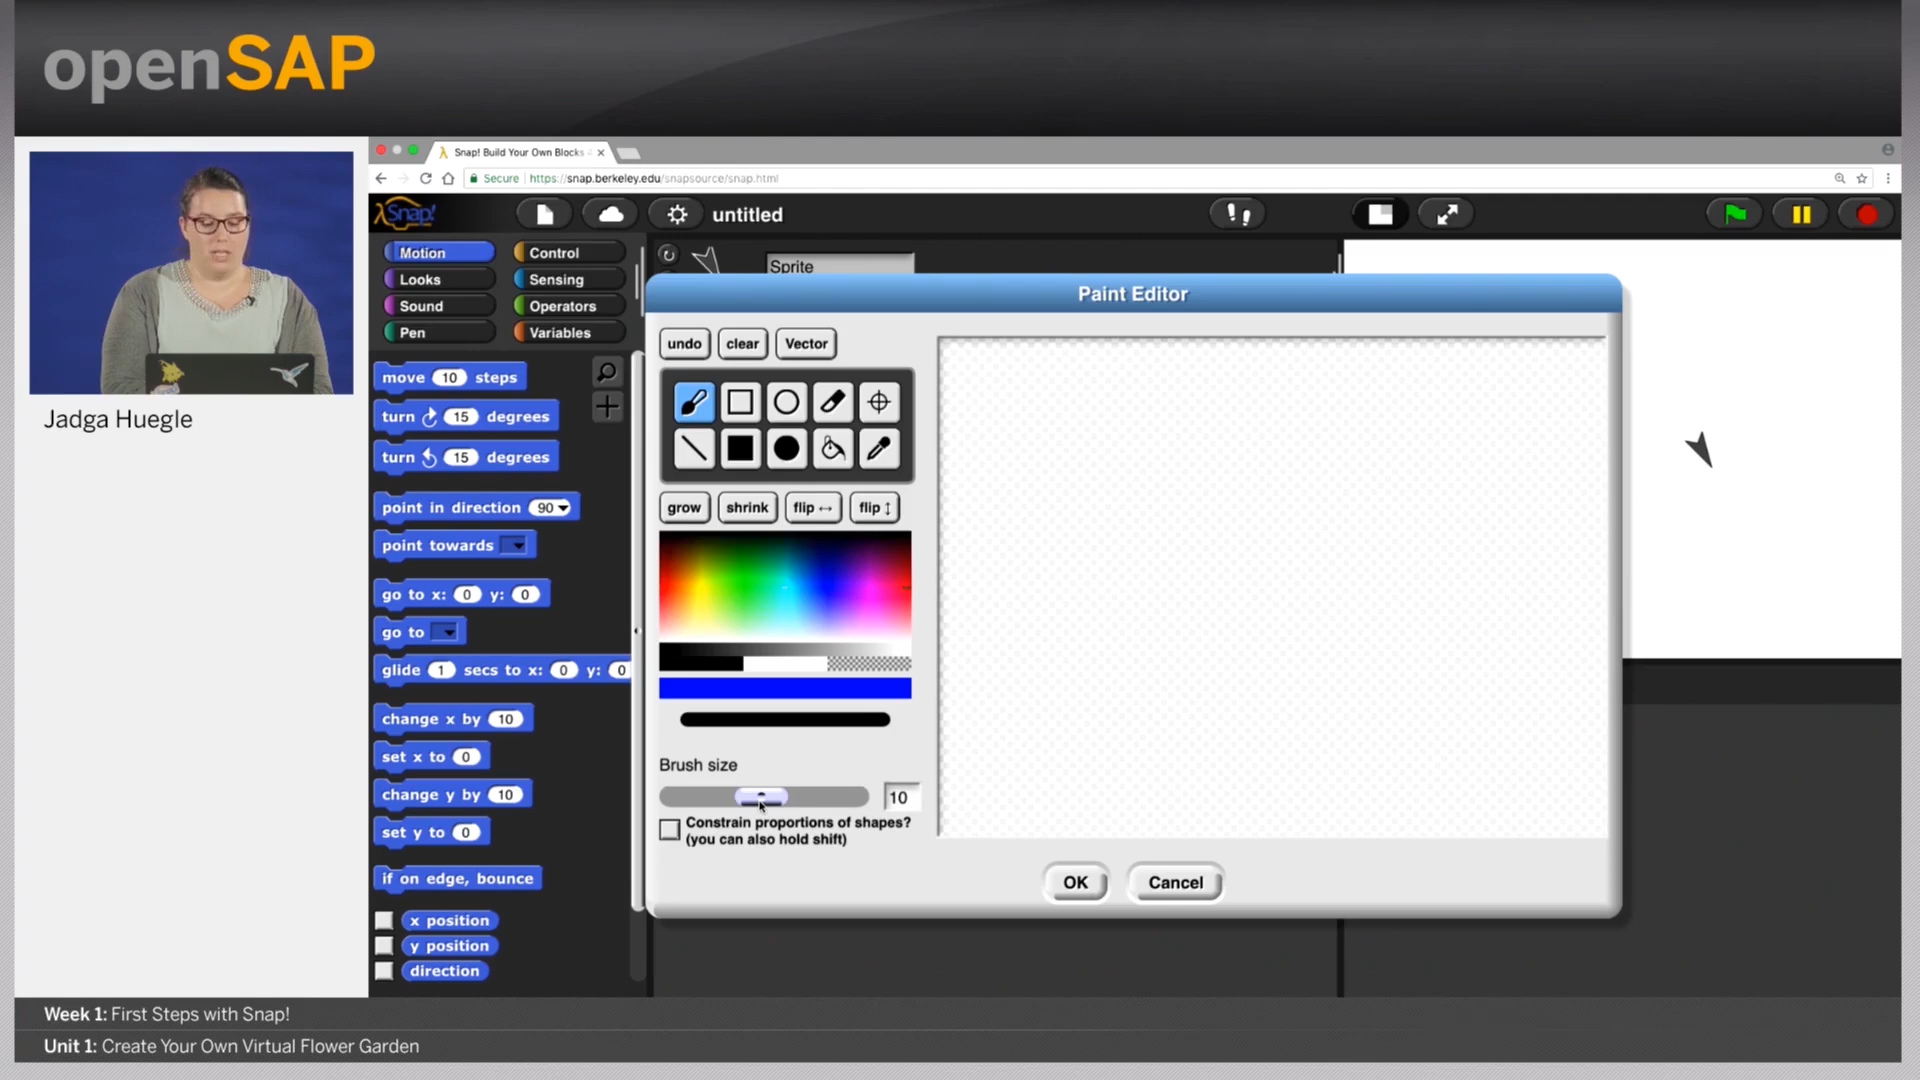 openSAP
Snap! Build Your Own Blocks
Secure https://snap.berkeley.edu/snapsource/snap.html
Snap!
untitled
Motion Control
Looks Sensing
Sound Operators
Pen Variables
Sprite
Paint Editor
undo clear Vector
grow shrink flip ↔ flip ↕
Brush size
10
Constrain proportions of shapes?
(you can also hold shift)
OK Cancel
move 10 steps
turn 15 degrees
turn 15 degrees
point in direction 90
point towards
go to x: 0 y: 0
go to
glide 1 secs to x: 0 y: 0
change x by 10
set x to 0
change y by 10
set y to 0
if on edge, bounce
x position
y position
direction
Jadga Huegle
Week 1: First Steps with Snap!
Unit 1: Create Your Own Virtual Flower Garden